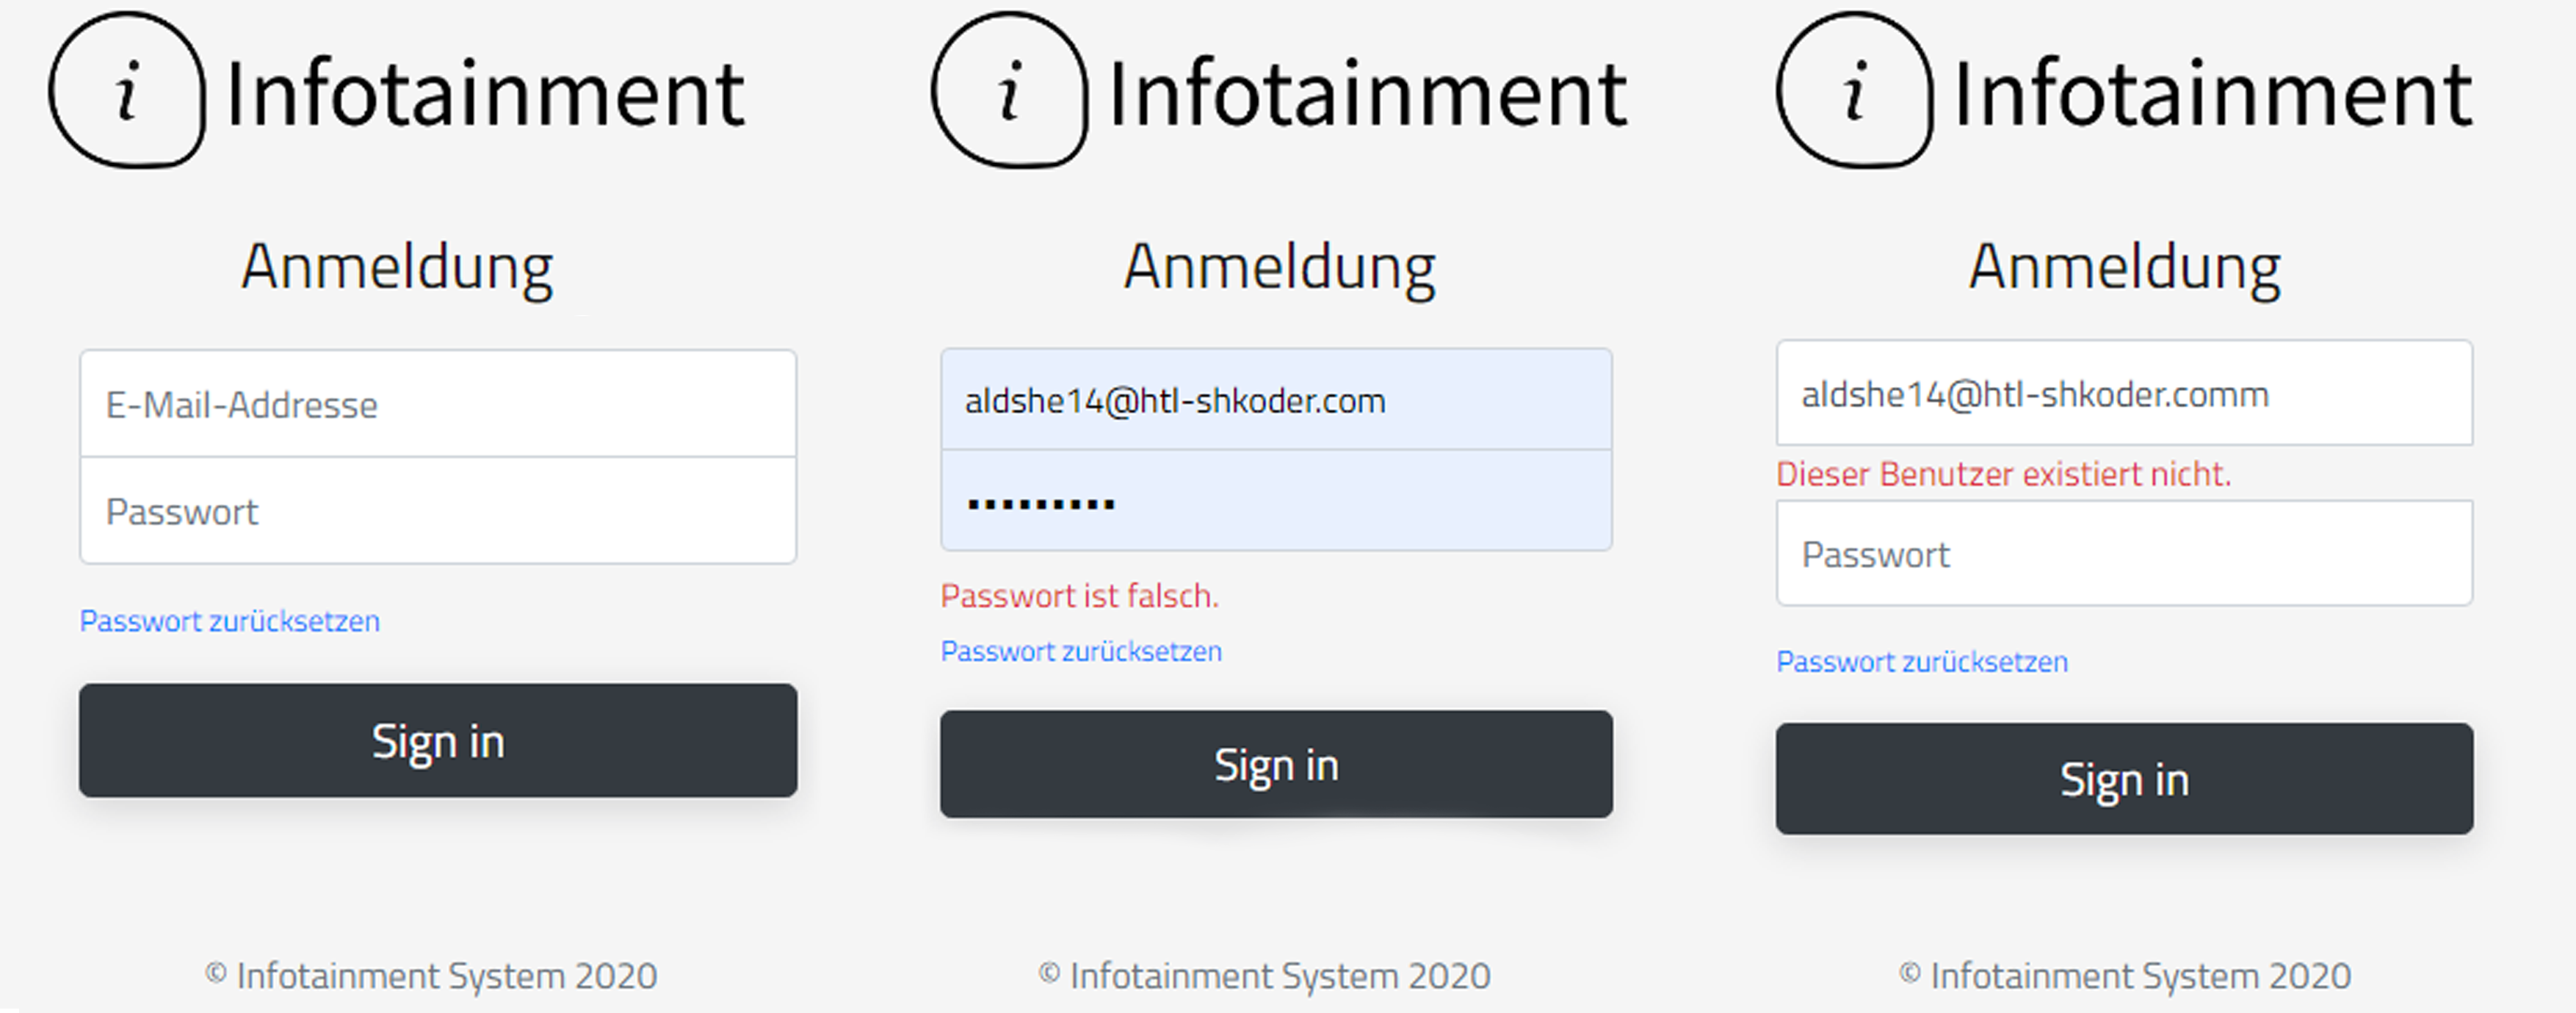 i Infotainment
Anmeldung
E-Mail-Addresse
Passwort
Passwort zurücksetzen
Sign in
© Infotainment System 2020
i Infotainment
Anmeldung
aldshe14@htl-shkoder.com
Passwort ist falsch.
Passwort zurücksetzen
Sign in
© Infotainment System 2020
i Infotainment
Anmeldung
aldshe14@htl-shkoder.comm
Dieser Benutzer existiert nicht.
Passwort
Passwort zurücksetzen
Sign in
© Infotainment System 2020